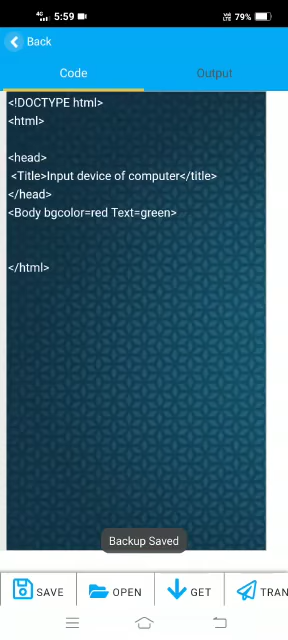 4G
5:59
79%
Back
Code Output
<!DOCTYPE html>
<html>
<head>
<Title>Input device of computer</title>
</head>
<Body bgcolor=red Text=green>
</html>
Backup Saved
SAVE OPEN GET TRAN